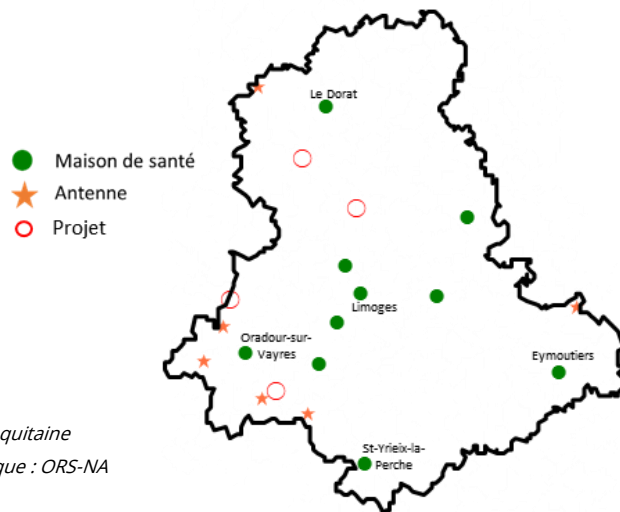 Le Dorat
Maison de santé
Antenne
Projet
Limoges
Oradour-sur-
Vayres
Eymoutiers
St-Yrieix-la-
Perche
quitaine
que : ORS-NA